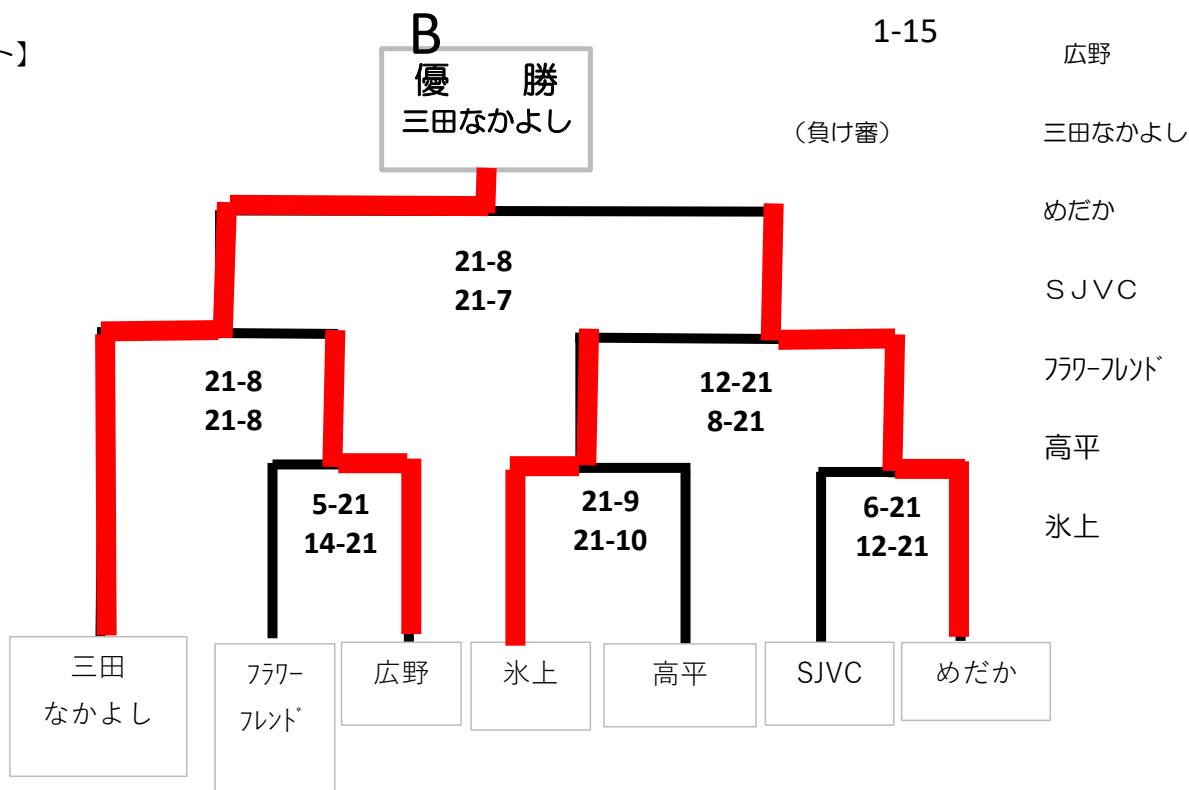 ト】
B
優　勝
三田なかよし
1-15
広野
（負け審）
三田なかよし
めだか
ＳＪＶＣ
ﾌﾗﾜｰﾌﾚﾝﾄﾞ
高平
氷上
21-8
21-7
21-8
21-8
12-21
8-21
5-21
14-21
21-9
21-10
6-21
12-21
三田
なかよし
ﾌﾗﾜｰ
ﾌﾚﾝﾄﾞ
広野
氷上
高平
SJVC
めだか